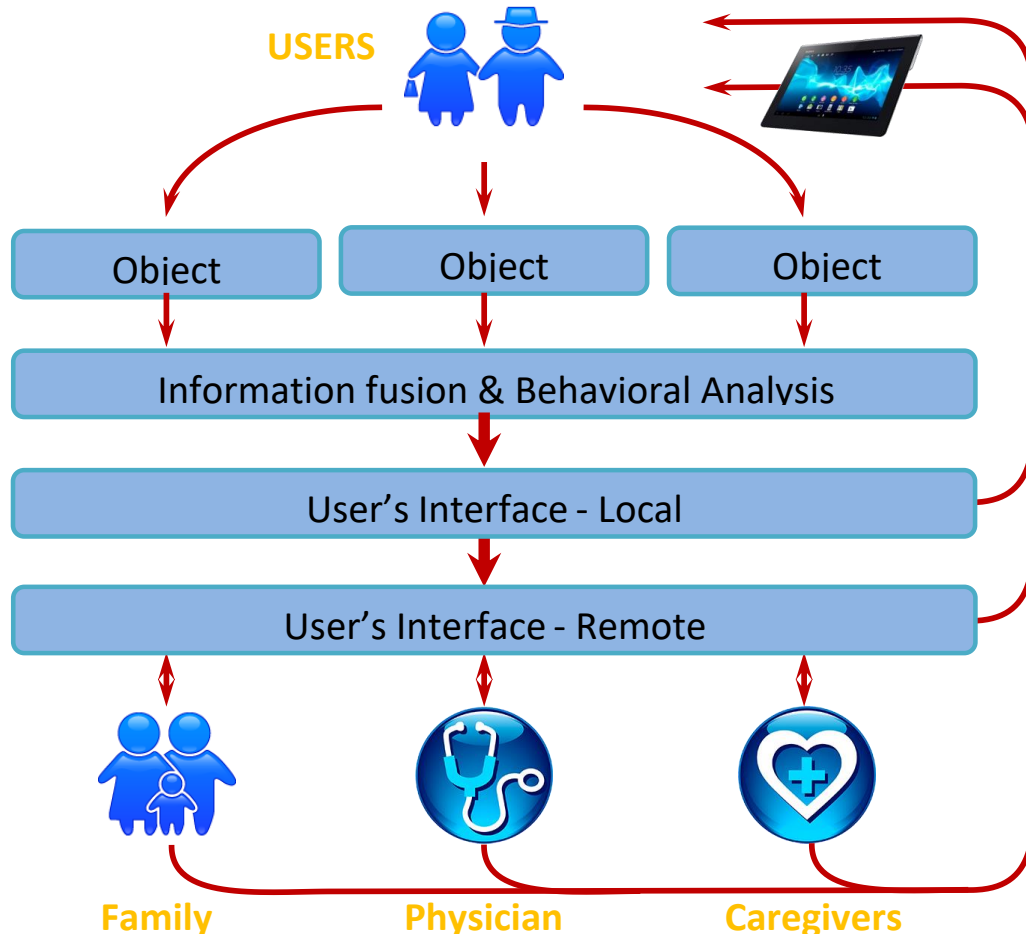 USERS
Object
Object
Object
Information fusion & Behavioral Analysis
User’s Interface - Local
User’s Interface - Remote
Family
Physician
Caregivers